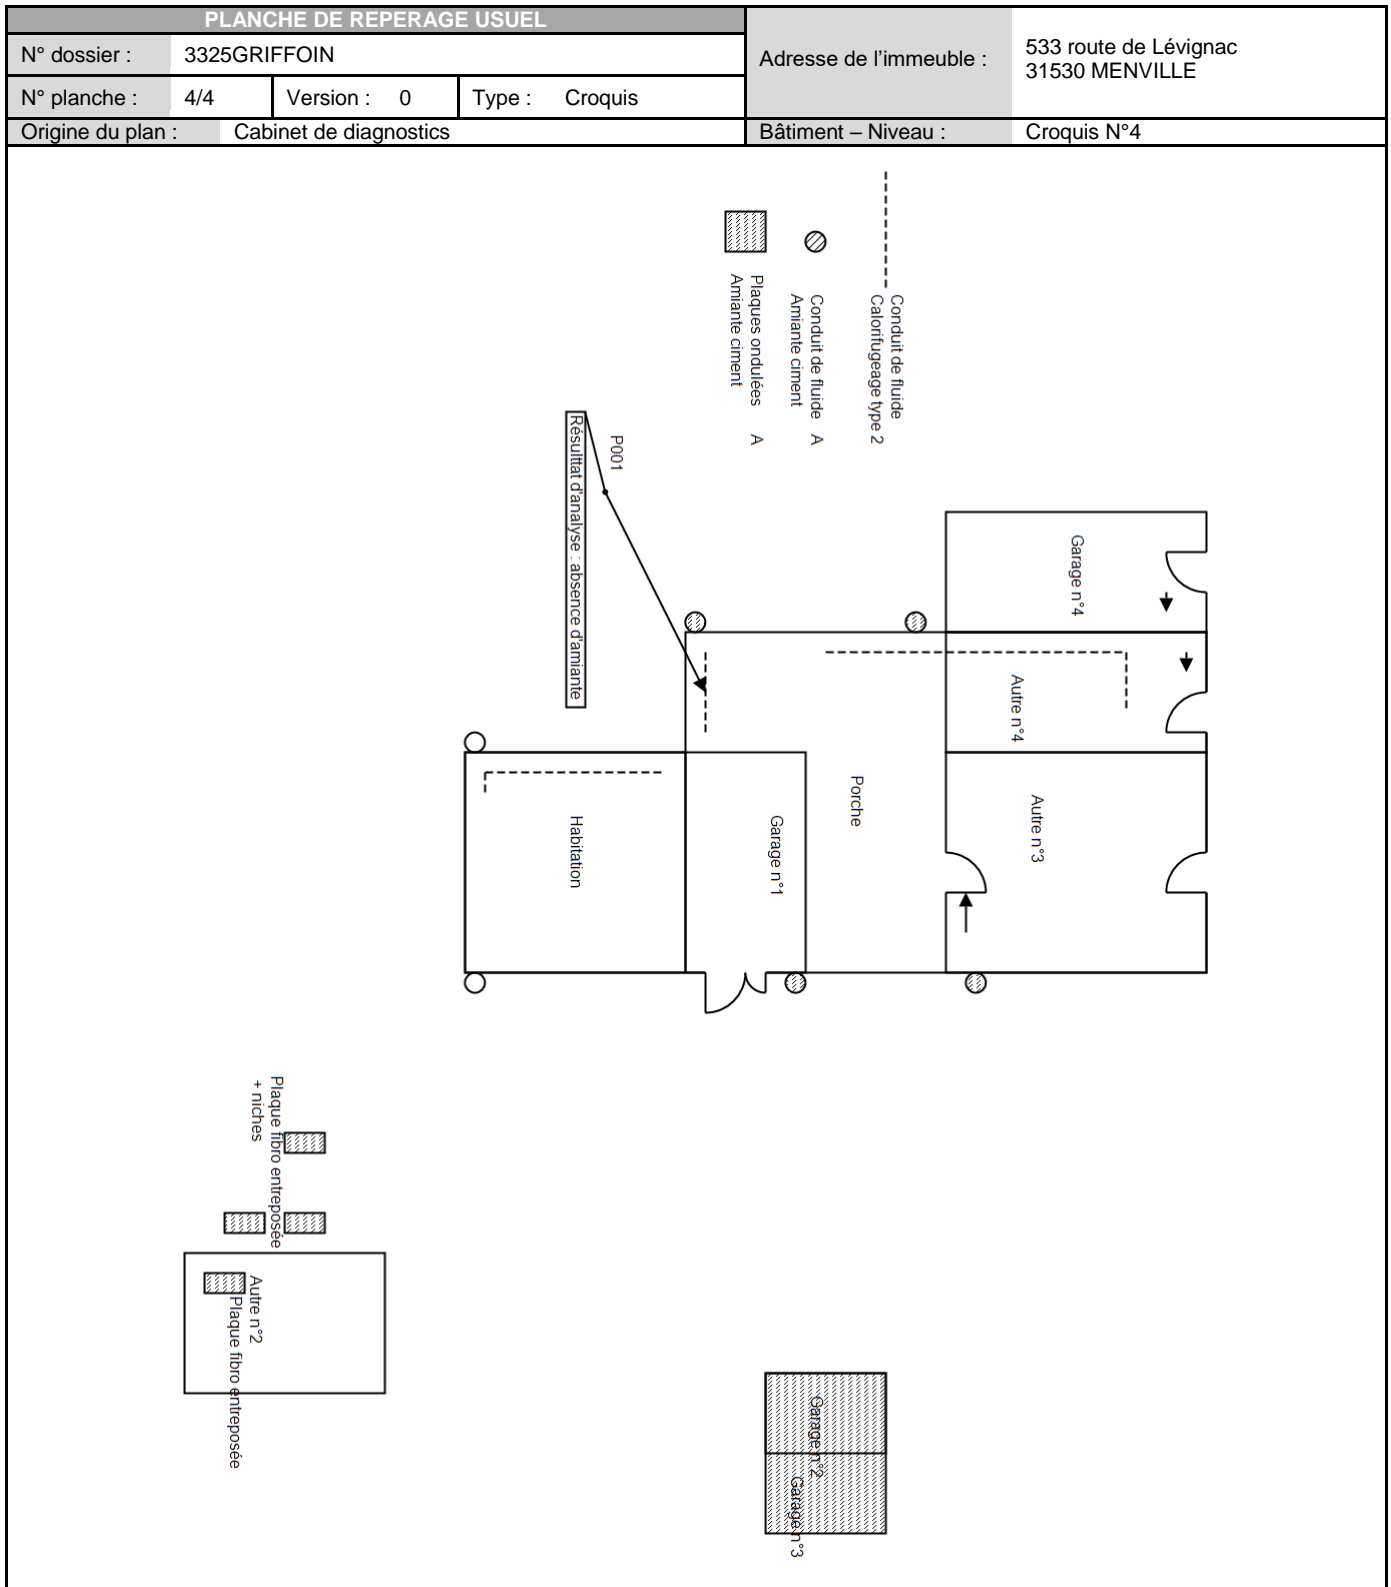 PLANCHE DE REPERAGE USUEL
N° dossier : 3325GRIFFOIN
Adresse de l'immeuble : 533 route de Lévignac
31530 MENVILLE
N° planche : 4/4 Version : 0 Type : Croquis
Origine du plan : Cabinet de diagnostics
Bâtiment – Niveau : Croquis N°4
Conduit de fluide
Calorifugeage type 2
Conduit de fluide A
Amiante ciment
Plaques ondulées A
Amiante ciment
P001
Résulttat d'analyse : absence d'amiante
Garage n°4
Autre n°4
Autre n°3
Porche
Garage n°1
Habitation
Plaque fibro entreposée
+ niches
Autre n°2
Plaque fibro entreposée
Garage n°2
Garage n°3